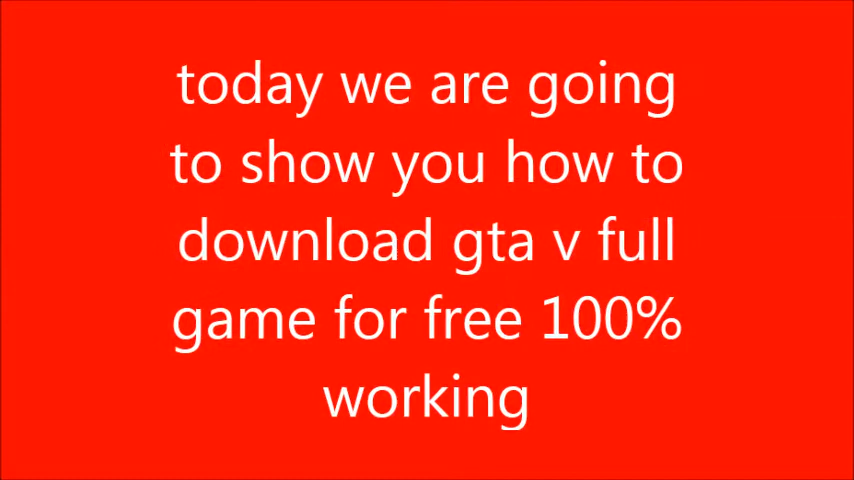 today we are going
to show you how to
download gta v full
game for free 100%
working